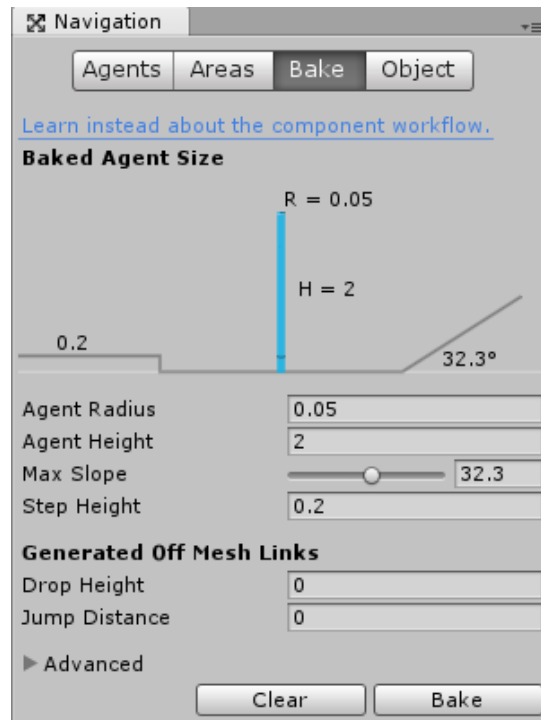 Navigation
Agents Areas Bake Object
Learn instead about the component workflow.
Baked Agent Size
R = 0.05
H = 2
0.2
32.3°
Agent Radius 0.05
Agent Height 2
Max Slope 32.3
Step Height 0.2
Generated Off Mesh Links
Drop Height 0
Jump Distance 0
Advanced
Clear Bake